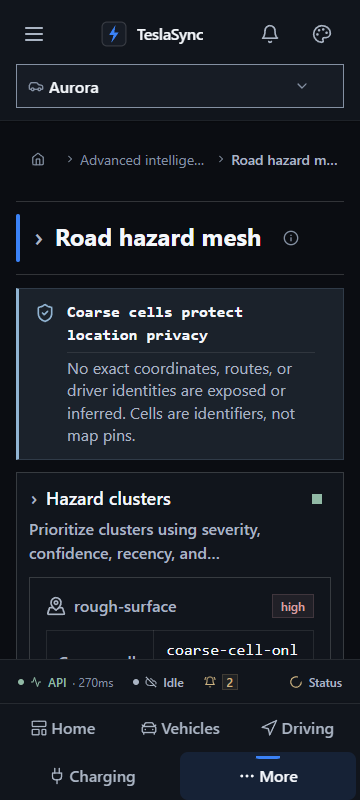 TeslaSync
Aurora
Advanced intellige... Road hazard m...
Road hazard mesh
Coarse cells protect
location privacy
No exact coordinates, routes, or
driver identities are exposed or
inferred. Cells are identifiers, not
map pins.
Hazard clusters
Prioritize clusters using severity,
confidence, recency, and...
rough-surface high
coarse-cell-onl
API · 270ms Idle 2 Status
Home Vehicles Driving
Charging More